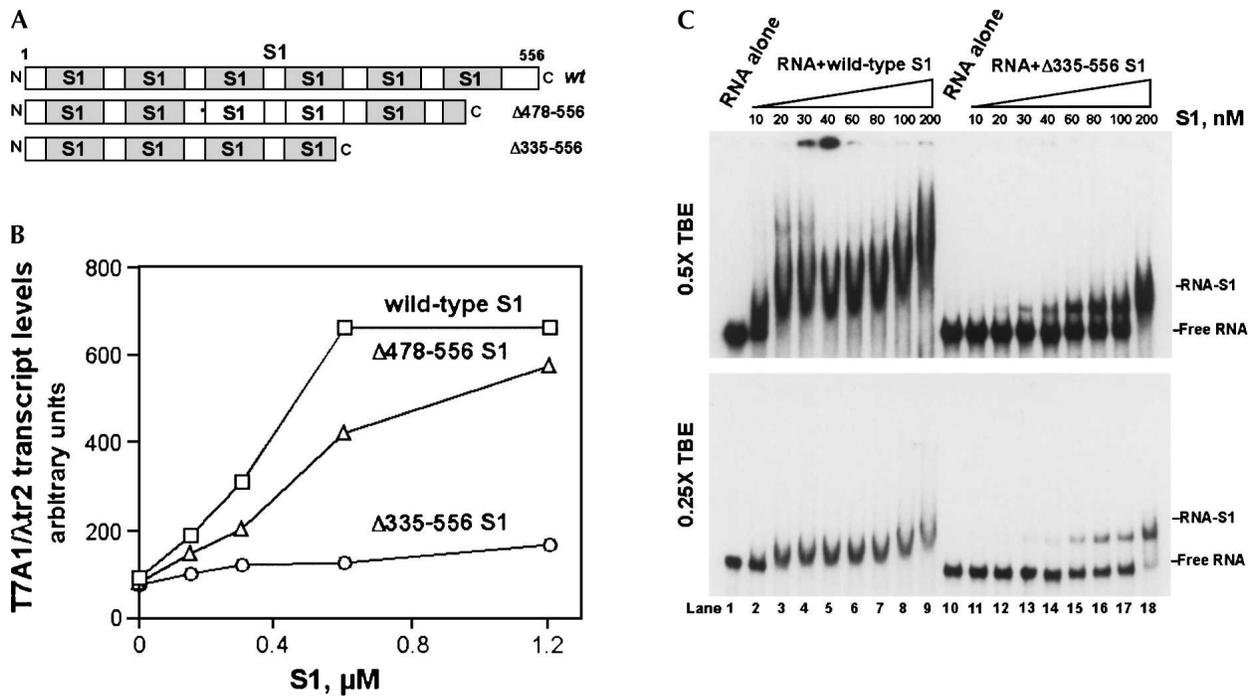 A
S1
1 556
N S1 S1 S1 S1 S1 S1 C wt
N S1 S1 S1 S1 S1 C Δ478-556
N S1 S1 S1 S1 C Δ335-556
B
T7A1/λtr2 transcript levels
arbitrary units
800
600
400
200
0
wild-type S1
Δ478-556 S1
Δ335-556 S1
0 0.4 0.8 1.2
S1, µM
C
RNA alone
RNA+wild-type S1
RNA alone
RNA+Δ335-556 S1
10 20 30 40 60 80 100 200 10 20 30 40 60 80 100 200 S1, nM
0.5X TBE
-RNA-S1
-Free RNA
0.25X TBE
-RNA-S1
-Free RNA
Lane 1 2 3 4 5 6 7 8 9 10 11 12 13 14 15 16 17 18